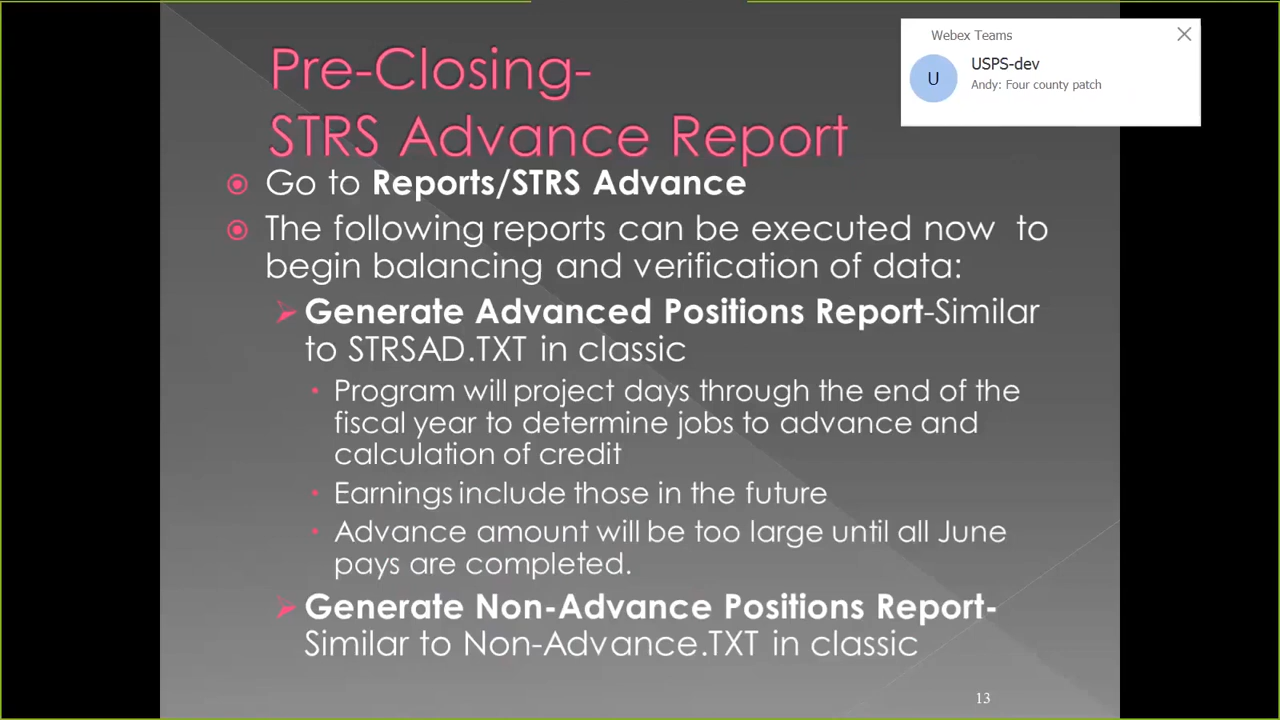 Pre-Closing-
STRS Advance Report
Webex Teams
U
USPS-dev
Andy: Four county patch
Go to Reports/STRS Advance
The following reports can be executed now to
begin balancing and verification of data:
Generate Advanced Positions Report-Similar
to STRSAD.TXT in classic
Program will project days through the end of the
fiscal year to determine jobs to advance and
calculation of credit
Earnings include those in the future
Advance amount will be too large until all June
pays are completed.
Generate Non-Advance Positions Report-
Similar to Non-Advance.TXT in classic
13